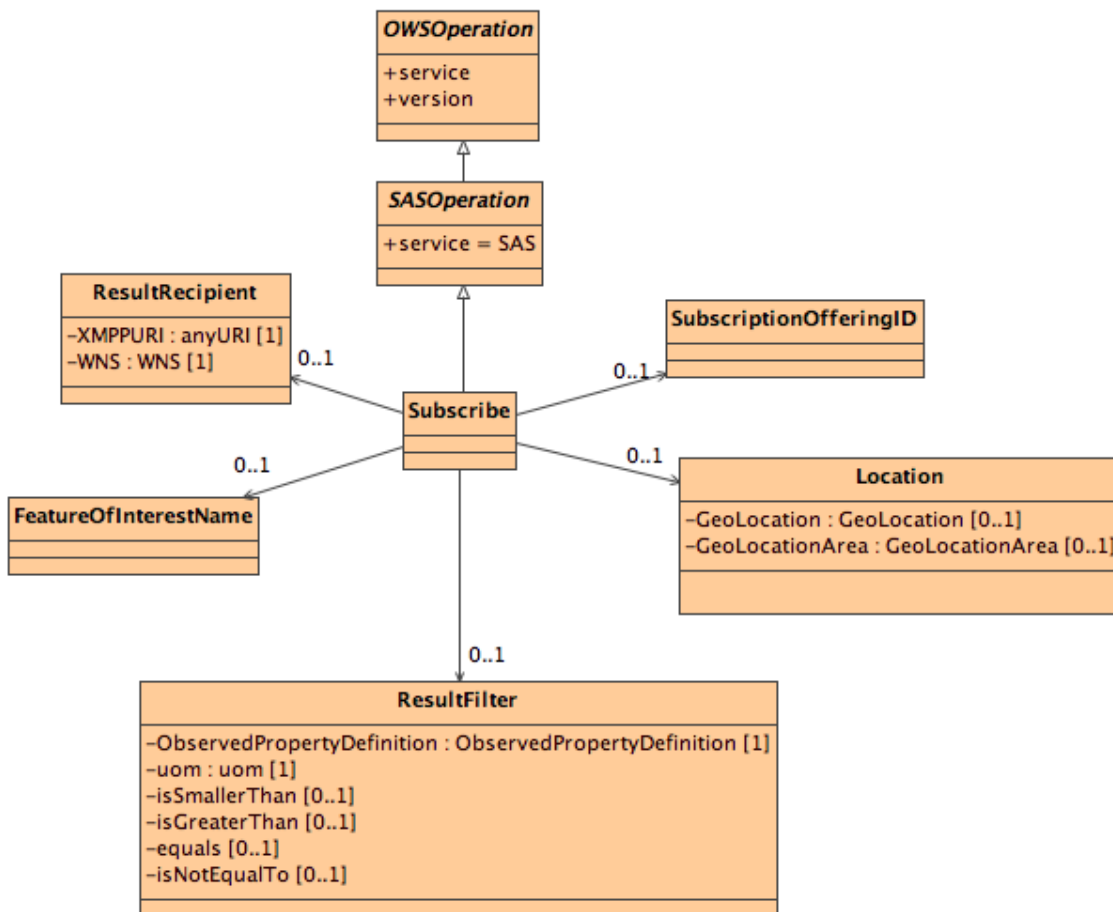 OWSOperation
+service
+version
SASOperation
+service = SAS
ResultRecipient
-XMPPURI : anyURI [1]
-WNS : WNS [1]
0..1
SubscriptionOfferingID
0..1
Subscribe
0..1
FeatureOfInterestName
0..1
Location
-GeoLocation : GeoLocation [0..1]
-GeoLocationArea : GeoLocationArea [0..1]
0..1
ResultFilter
-ObservedPropertyDefinition : ObservedPropertyDefinition [1]
-uom : uom [1]
-isSmallerThan [0..1]
-isGreaterThan [0..1]
-equals [0..1]
-isNotEqualTo [0..1]